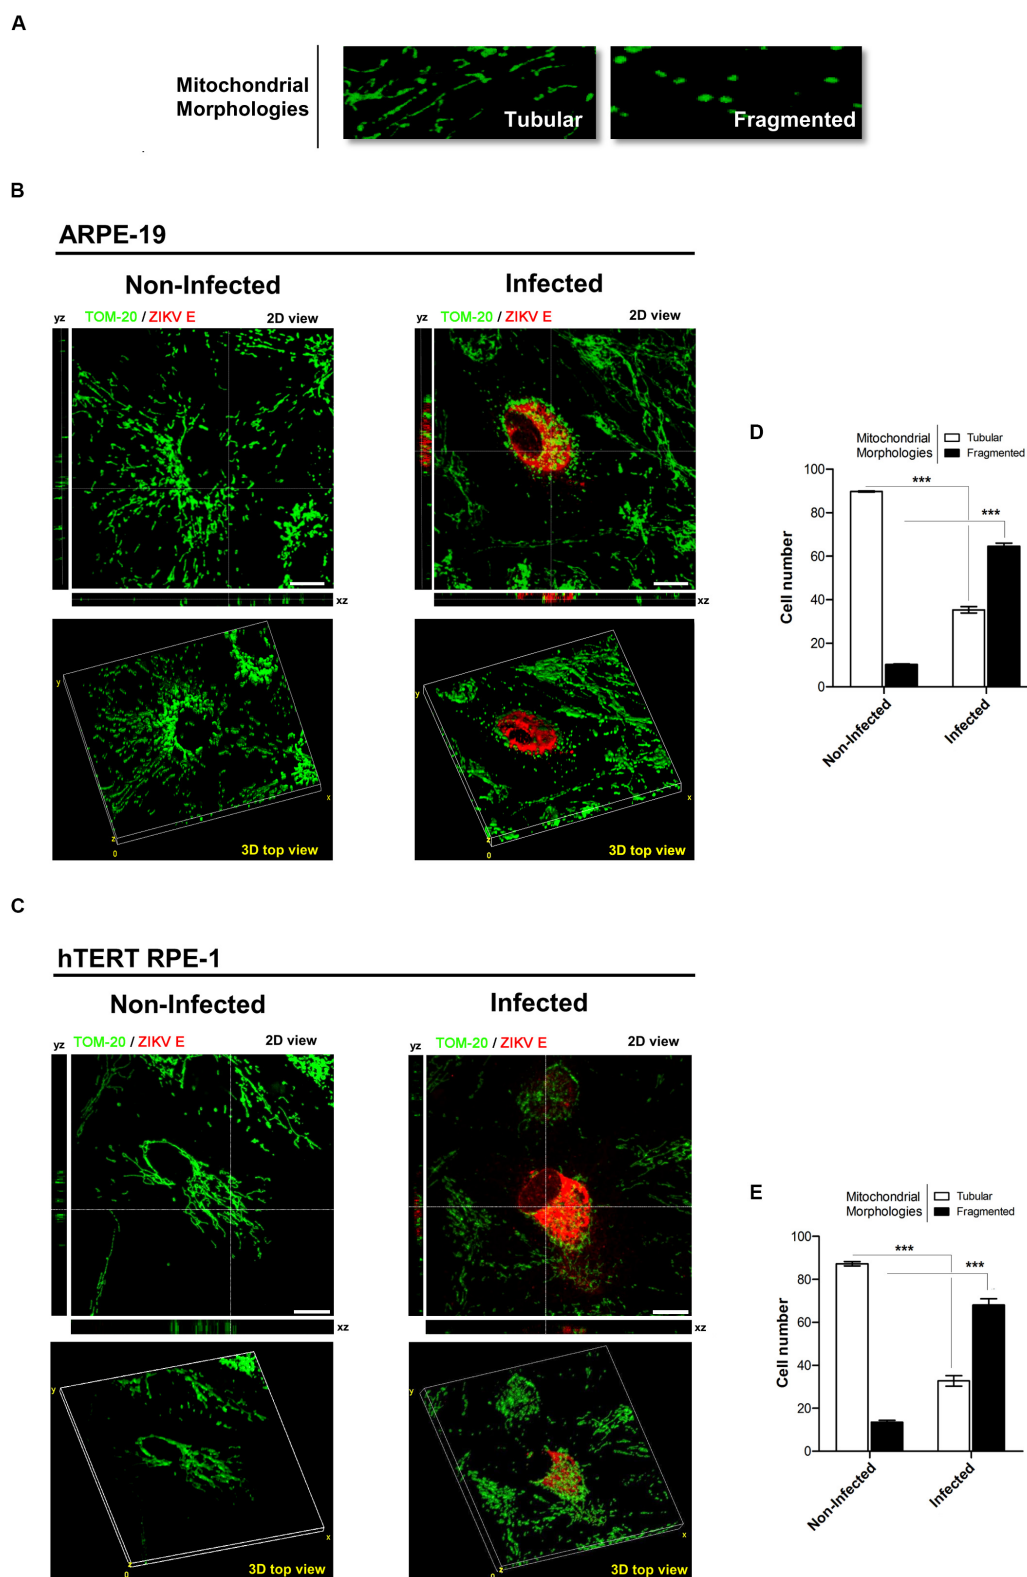 A
Mitochondrial
Morphologies
Tubular
Fragmented
B
ARPE-19
Non-Infected
Infected
yz TOM-20 / ZIKV E 2D view
yz TOM-20 / ZIKV E 2D view
xz
xz
y
x
z
0
3D top view
y
x
z
0
3D top view
D
Mitochondrial
Morphologies
Tubular
Fragmented
100
80
60
40
20
0
Cell number
***
***
Non-Infected
Infected
C
hTERT RPE-1
Non-Infected
Infected
yz TOM-20 / ZIKV E 2D view
yz TOM-20 / ZIKV E 2D view
xz
xz
y
x
z
0
3D top view
y
x
z
0
3D top view
E
Mitochondrial
Morphologies
Tubular
Fragmented
100
80
60
40
20
0
Cell number
***
***
Non-Infected
Infected